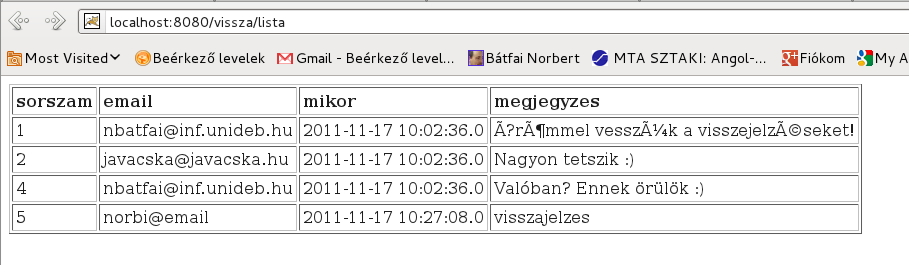 localhost:8080/vissza/lista
Most Visited Beérkező levelek Gmail - Beérkező level... Bátfai Norbert MTA SZTAKI: Angol-... Fiókom My A
sorszam email mikor megjegyzes
1 nbatfai@inf.unideb.hu 2011-11-17 10:02:36.0 Ã?rÃ¶mmel vesszÃ¼k a visszejelzÃ©seket!
2 javacska@javacska.hu 2011-11-17 10:02:36.0 Nagyon tetszik :)
4 nbatfai@inf.unideb.hu 2011-11-17 10:02:36.0 Valóban? Ennek örülök :)
5 norbi@email 2011-11-17 10:27:08.0 visszajelzes